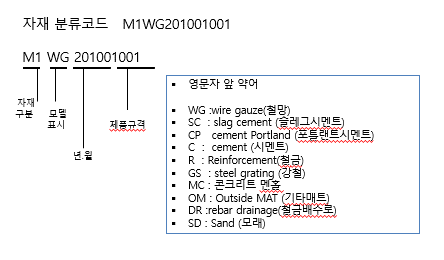 자재 분류코드 M1WG201001001
M1 WG 201001001
자재
구분
모델
표시
제품규격
년.월
▪ 영문자 앞 약어
▪ WG :wire gauze(철망)
▪ SC : slag cement (슬레그시멘트)
▪ CP cement Portland (포틀랜트시멘트)
▪ C : cement (시멘트)
▪ R : Reinforcement(철금)
▪ GS : steel grating (강철)
▪ MC : 콘크리트 맨홀
▪ OM : Outside MAT (기타매트)
▪ DR :rebar drainage(철금배수로)
▪ SD : Sand (모래)